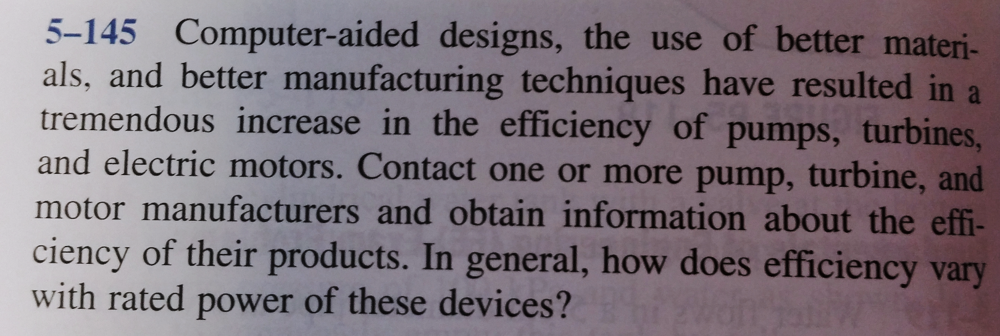 5–145 Computer-aided designs, the use of better materi-
als, and better manufacturing techniques have resulted in a
tremendous increase in the efficiency of pumps, turbines,
and electric motors. Contact one or more pump, turbine, and
motor manufacturers and obtain information about the effi-
ciency of their products. In general, how does efficiency vary
with rated power of these devices?